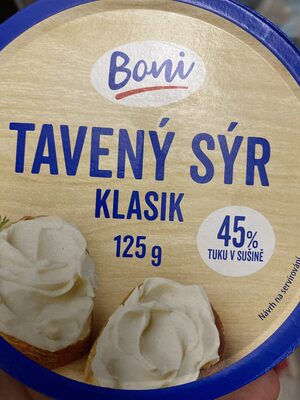 Boni
TAVENÝ SÝR
KLASIK
125 g
45%
TUKU V SUŠINĚ
Návrh na servírování